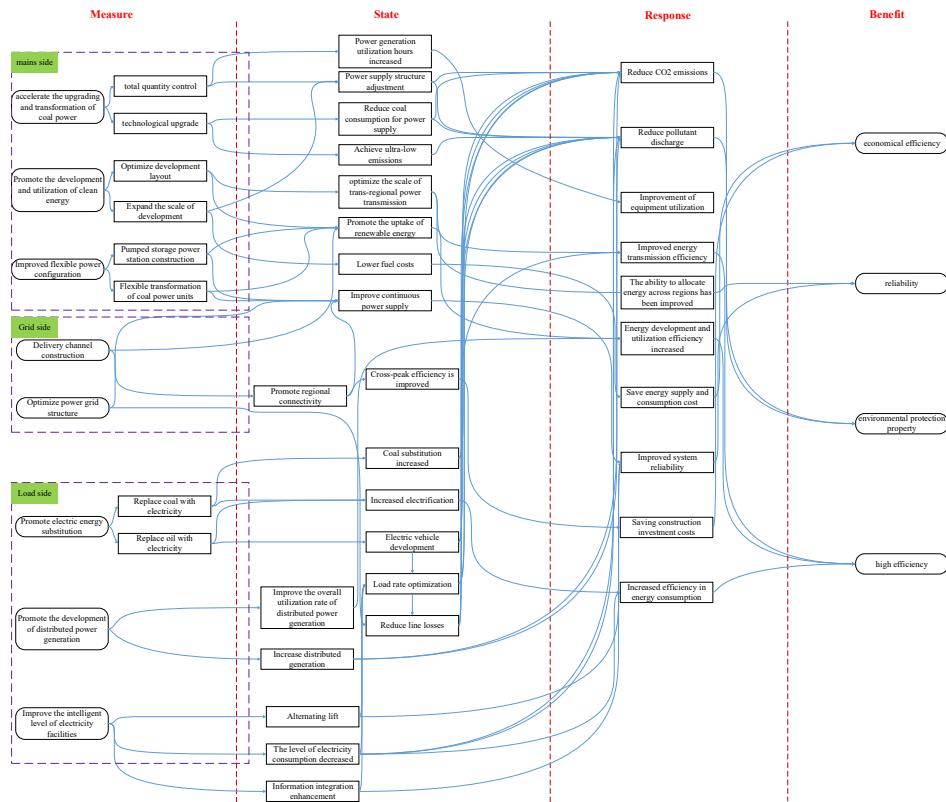 Measure
State
Response
Benefit
mains side
accelerate the upgrading
and transformation of
coal power
total quantity control
technological upgrade
Promote the development
and utilization of clean
energy
Optimize development
layout
Expand the scale of
development
Improved flexible power
configuration
Pumped storage power
station construction
Flexible transformation
of coal power units
Grid side
Delivery channel
construction
Optimize power grid
structure
Load side
Promote electric energy
substitution
Replace coal with
electricity
Replace oil with
electricity
Promote the development
of distributed power
generation
Improve the intelligent
level of electricity
facilities
Power generation
utilization hours
increased
Power supply structure
adjustment
Reduce coal
consumption for power
supply
Achieve ultra-low
emissions
optimize the scale of
trans-regional power
transmission
Promote the uptake of
renewable energy
Lower fuel costs
Improve continuous
power supply
Promote regional
connectivity
Cross-peak efficiency is
improved
Coal substitution
increased
Increased electrification
Electric vehicle
development
Load rate optimization
Reduce line losses
Improve the overall
utilization rate of
distributed power
generation
Increase distributed
generation
Alternating lift
The level of electricity
consumption decreased
Information integration
enhancement
Reduce CO2 emissions
Reduce pollutant
discharge
Improvement of
equipment utilization
Improved energy
transmission efficiency
The ability to allocate
energy across regions has
been improved
Energy development and
utilization efficiency
increased
Save energy supply and
consumption cost
Improved system
reliability
Saving construction
investment costs
Increased efficiency in
energy consumption
economical efficiency
reliability
environmental protection
property
high efficiency